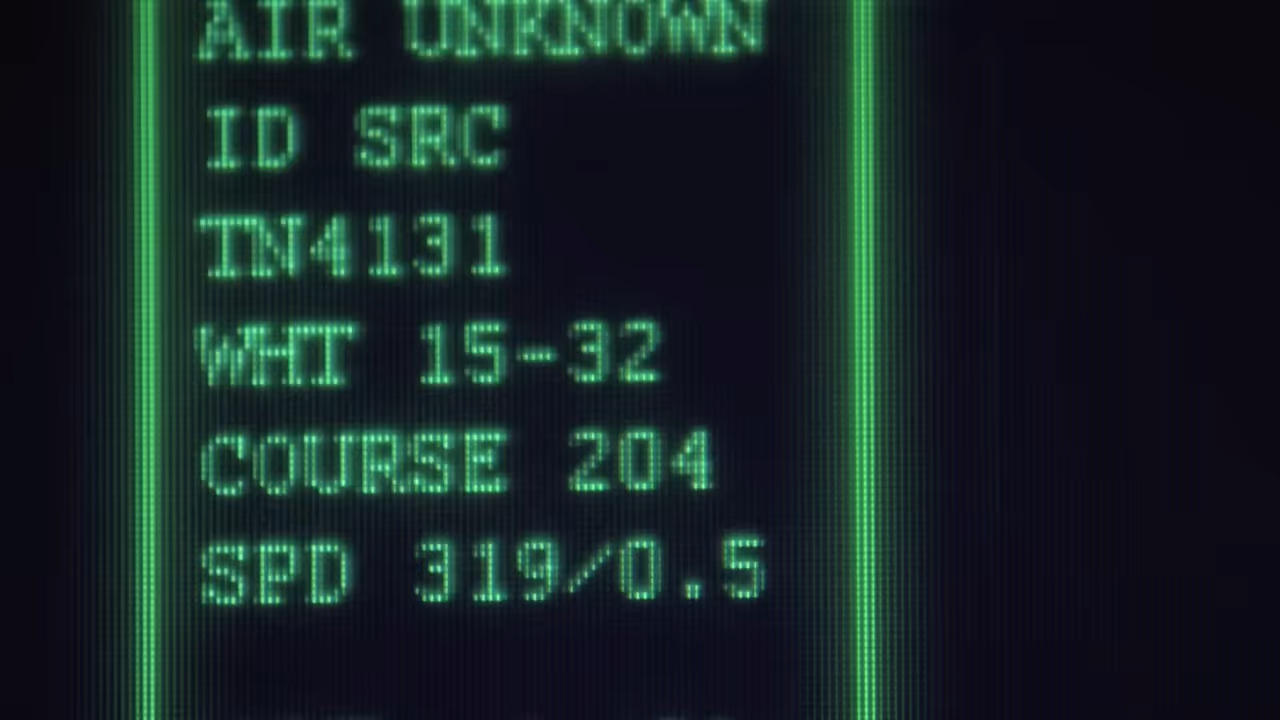 AIR UNKNOWN
ID SRC
TN4131
WHT 15-32
COURSE 204
SPD 319/0.5